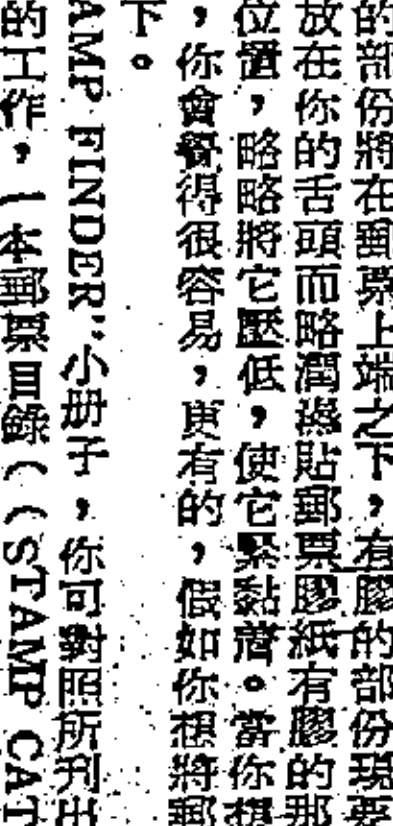 的部份將在郵票上端之下，有膠的部份現要
放在你的舌頭而略潤濕貼郵票膠紙有膠的那
位置，略略將它壓低，使它緊黏着。當你想
，你會覺得很容易，更有的，假如你想將郵
下。
AMP FINDER”小册子，你可對照所刊出
的工作，一本郵票目錄（（STAMP CAT